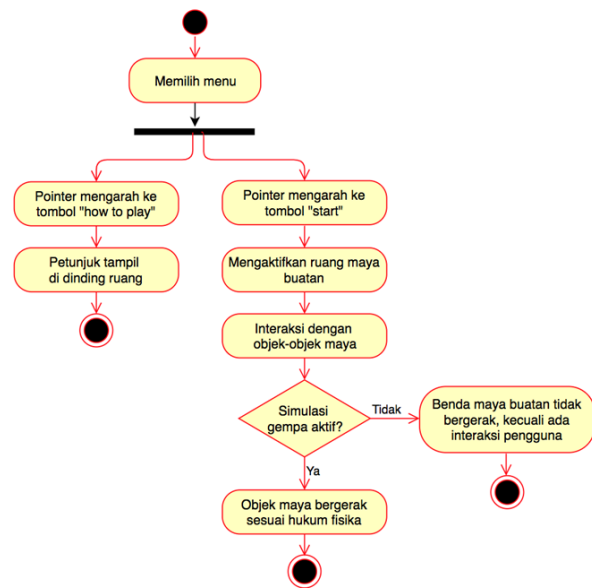 Memilih menu
Pointer mengarah ke
tombol "how to play"
Pointer mengarah ke
tombol "start"
Petunjuk tampil
di dinding ruang
Mengaktifkan ruang maya
buatan
Interaksi dengan
objek-objek maya
Simulasi
gempa aktif?
Tidak
Benda maya buatan tidak
bergerak, kecuali ada
interaksi pengguna
Ya
Objek maya bergerak
sesuai hukum fisika